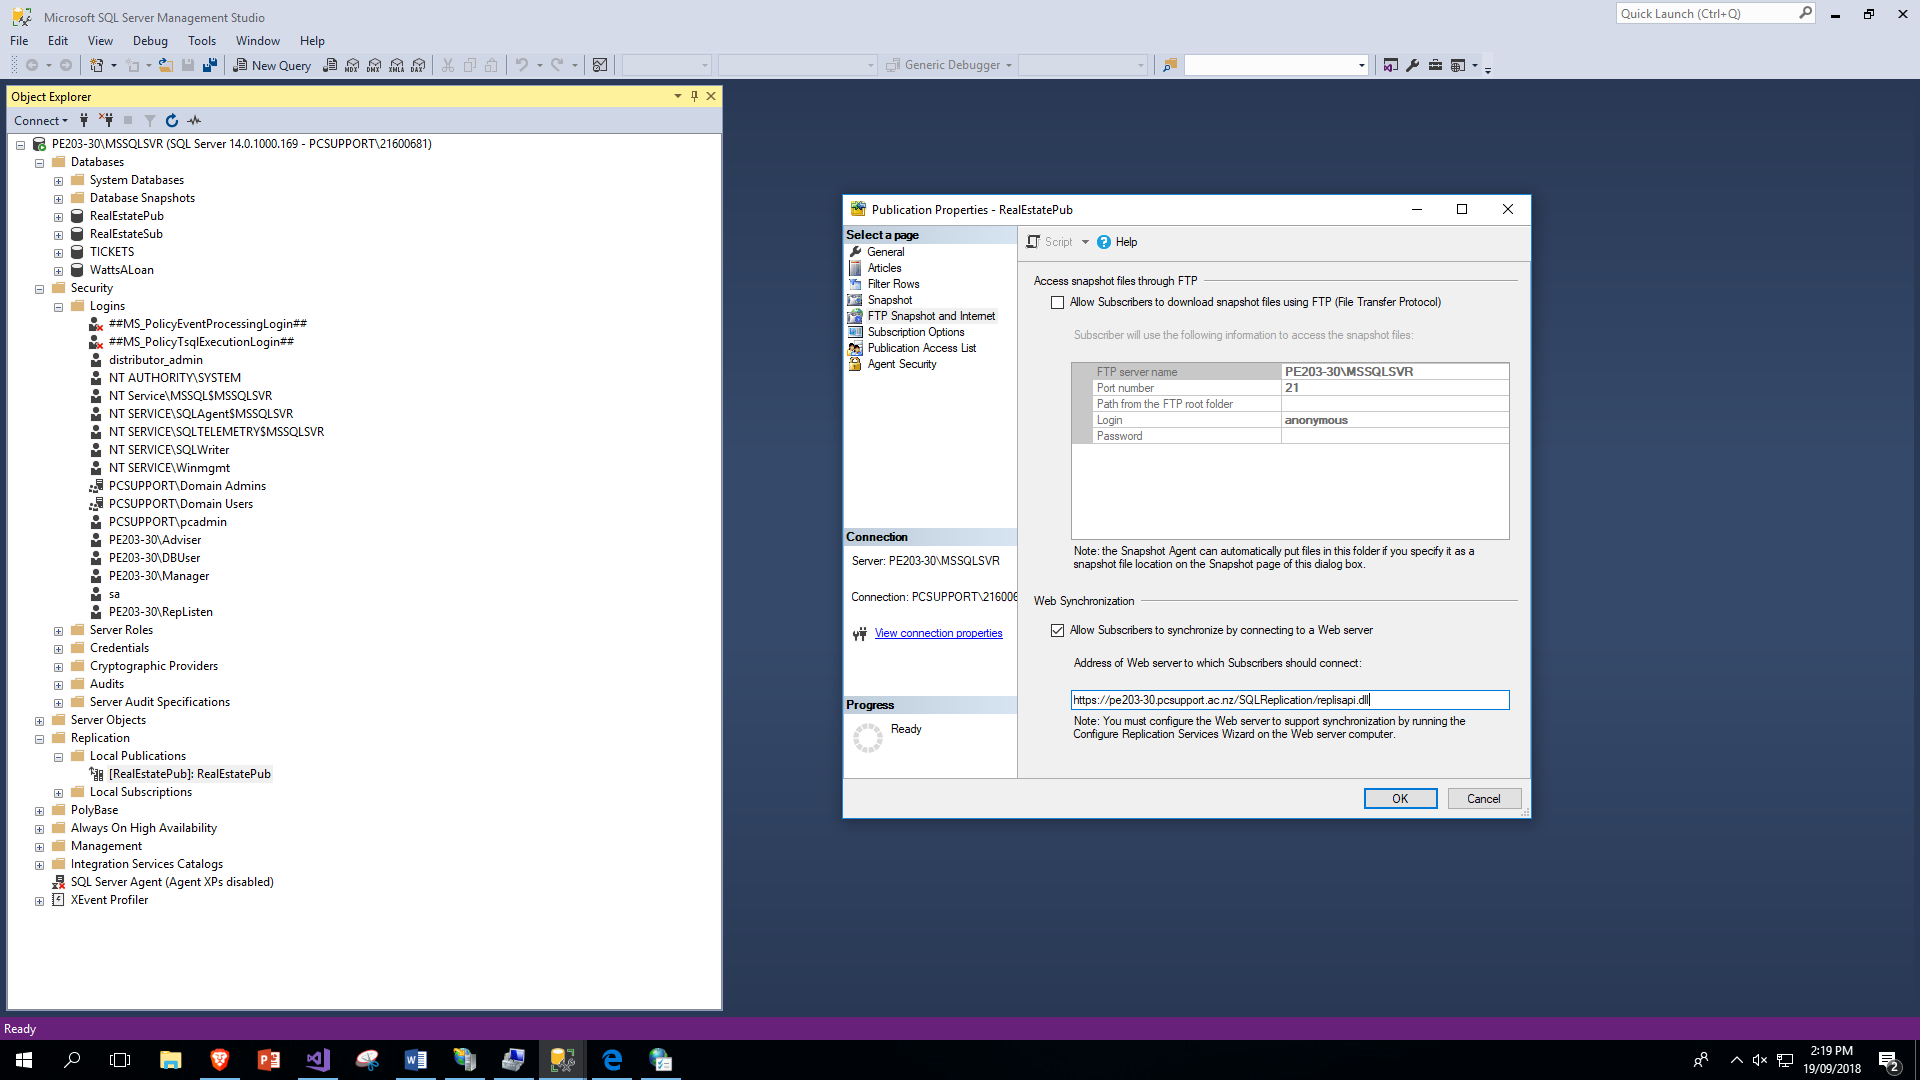 Microsoft SQL Server Management Studio
Quick Launch (Ctrl+Q)
File Edit View Debug Tools Window Help
New Query
MDX
DMX
XMLA
DAX
Generic Debugger
Object Explorer
Connect
PE203-30\MSSQLSVR (SQL Server 14.0.1000.169 - PCSUPPORT\21600681)
Databases
System Databases
Database Snapshots
RealEstatePub
RealEstateSub
TICKETS
WattsALoan
Security
Logins
##MS_PolicyEventProcessingLogin##
##MS_PolicyTsqlExecutionLogin##
distributor_admin
NT AUTHORITY\SYSTEM
NT Service\MSSQL$MSSQLSVR
NT SERVICE\SQLAgent$MSSQLSVR
NT SERVICE\SQLTELEMETRY$MSSQLSVR
NT SERVICE\SQLWriter
NT SERVICE\Winmgmt
PCSUPPORT\Domain Admins
PCSUPPORT\Domain Users
PCSUPPORT\pcadmin
PE203-30\Adviser
PE203-30\DBUser
PE203-30\Manager
sa
PE203-30\RepListen
Server Roles
Credentials
Cryptographic Providers
Audits
Server Audit Specifications
Server Objects
Replication
Local Publications
[RealEstatePub]: RealEstatePub
Local Subscriptions
PolyBase
Always On High Availability
Management
Integration Services Catalogs
SQL Server Agent (Agent XPs disabled)
XEvent Profiler
Publication Properties - RealEstatePub
Select a page
General
Articles
Filter Rows
Snapshot
FTP Snapshot and Internet
Subscription Options
Publication Access List
Agent Security
Connection
Server: PE203-30\MSSQLSVR
Connection: PCSUPPORT\216006
View connection properties
Progress
Ready
Script Help
Access snapshot files through FTP
Allow Subscribers to download snapshot files using FTP (File Transfer Protocol)
Subscriber will use the following information to access the snapshot files:
FTP server name PE203-30\MSSQLSVR
Port number 21
Path from the FTP root folder
Login anonymous
Password
Note: the Snapshot Agent can automatically put files in this folder if you specify it as a
snapshot file location on the Snapshot page of this dialog box.
Web Synchronization
Allow Subscribers to synchronize by connecting to a Web server
Address of Web server to which Subscribers should connect:
https://pe203-30.pcsupport.ac.nz/SQLReplication/replisapi.dll
Note: You must configure the Web server to support synchronization by running the
Configure Replication Services Wizard on the Web server computer.
OK Cancel
Ready
2:19 PM
19/09/2018
2